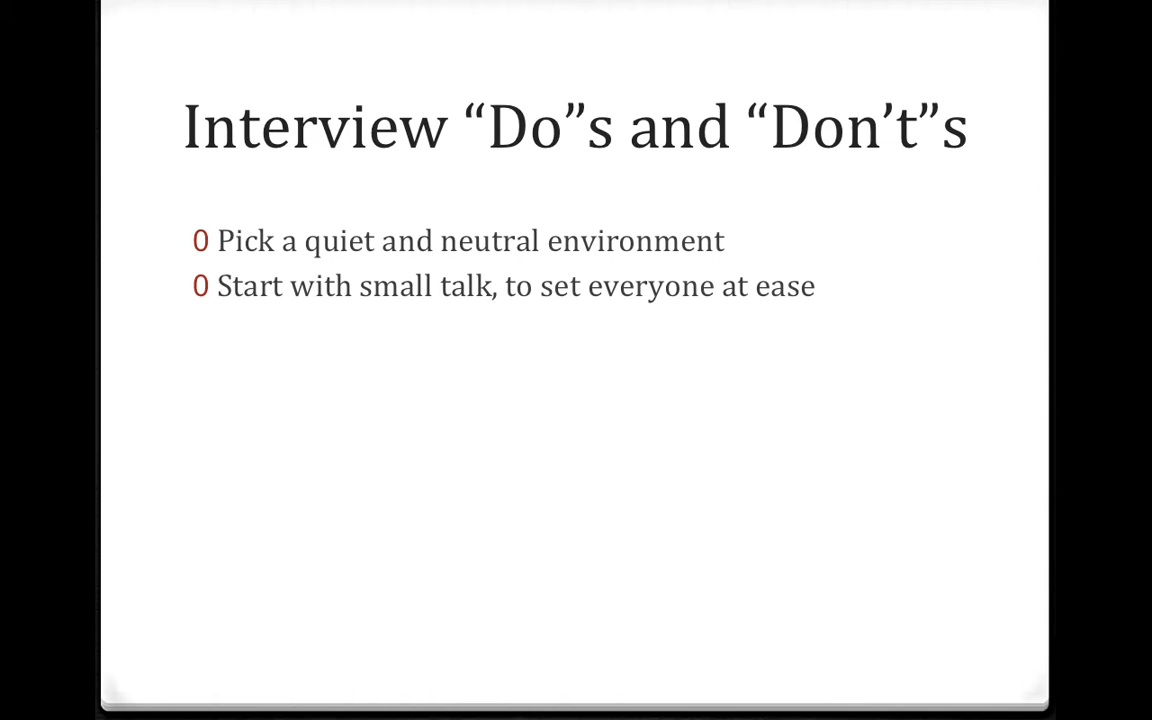 Interview “Do”s and “Don’t”s
0 Pick a quiet and neutral environment
0 Start with small talk, to set everyone at ease